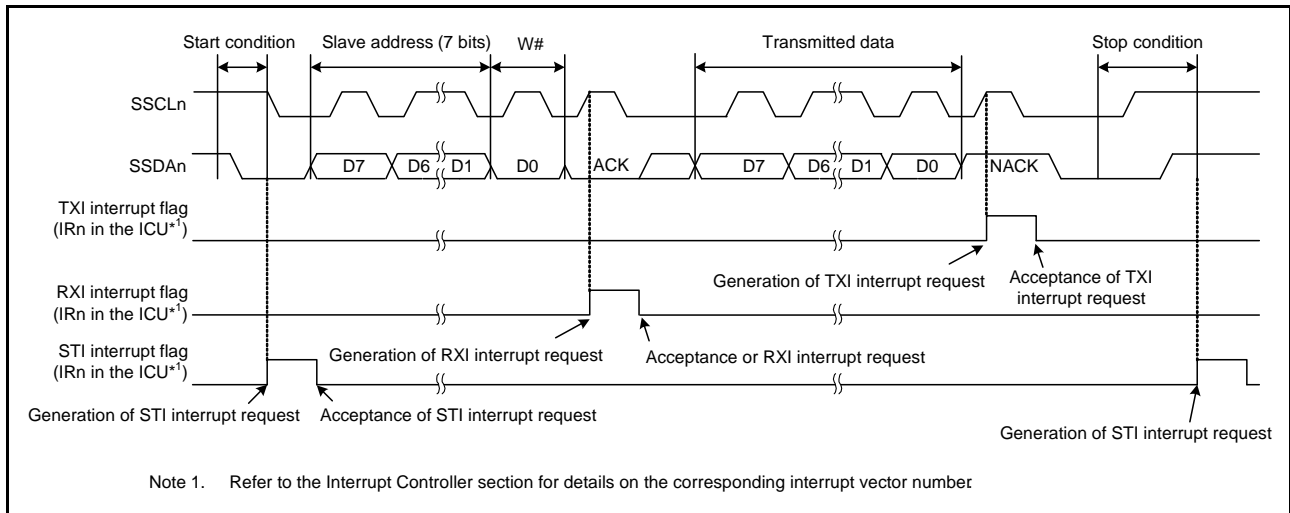 Start condition Slave address (7 bits) W# Transmitted data Stop condition
SSCLn
SSDAn D7 D6 D1 D0 ACK D7 D6 D1 D0 NACK
TXI interrupt flag
(IRn in the ICU*1)
Generation of TXI interrupt request
Acceptance of TXI
interrupt request
RXI interrupt flag
(IRn in the ICU*1)
Generation of RXI interrupt request
Acceptance or RXI interrupt request
STI interrupt flag
(IRn in the ICU*1)
Generation of STI interrupt request
Acceptance of STI interrupt request
Generation of STI interrupt request
Note 1. Refer to the Interrupt Controller section for details on the corresponding interrupt vector number.